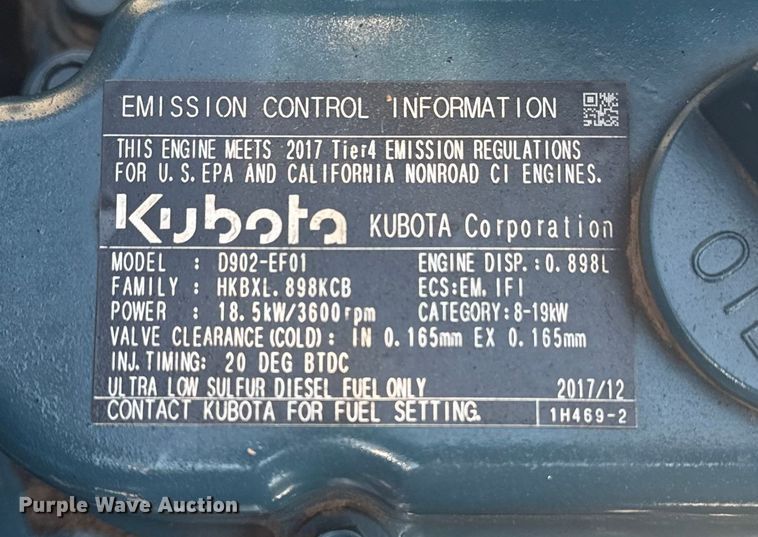 EMISSION CONTROL INFORMATION
THIS ENGINE MEETS 2017 Tier4 EMISSION REGULATIONS
FOR U.S.EPA AND CALIFORNIA NONROAD CI ENGINES.
Kubota KUBOTA Corporation
MODEL : D902-EF01 ENGINE DISP.:0.898L
FAMILY : HKBXL.898KCB ECS:EM.IFI
POWER : 18.5kW/3600rpm CATEGORY:8-19kW
VALVE CLEARANCE(COLD): IN 0.165mm EX 0.165mm
INJ.TIMING: 20 DEG BTDC
ULTRA LOW SULFUR DIESEL FUEL ONLY 2017/12
CONTACT KUBOTA FOR FUEL SETTING. 1H469-2
OIL
Purple Wave Auction